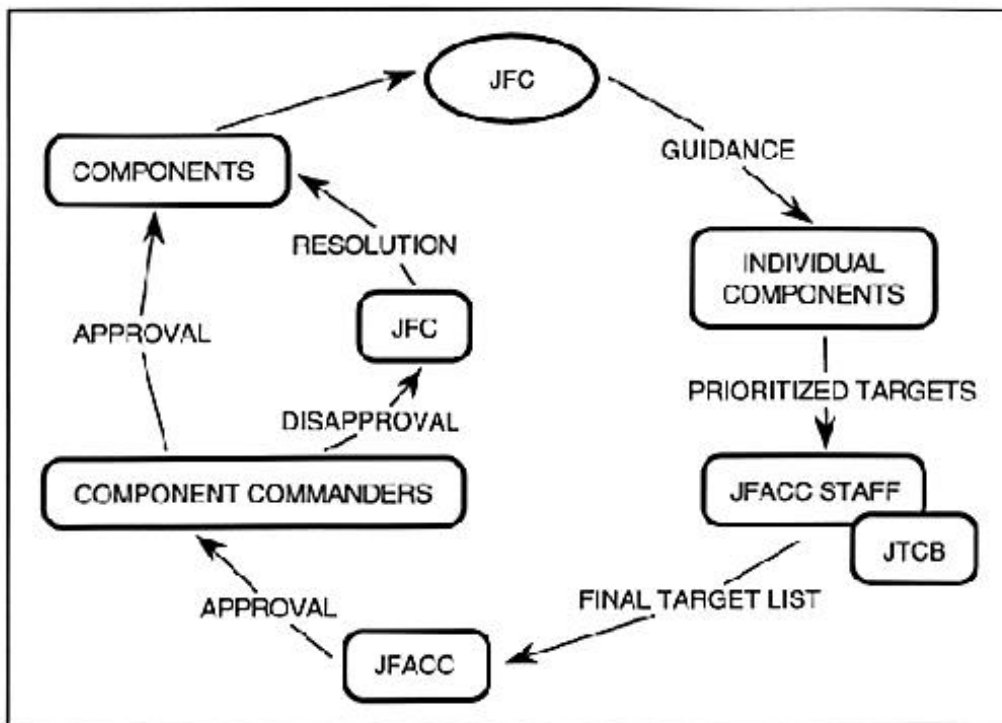 JFC
COMPONENTS
GUIDANCE
RESOLUTION
INDIVIDUAL
COMPONENTS
JFC
APPROVAL
PRIORITIZED TARGETS
DISAPPROVAL
COMPONENT COMMANDERS
JFACC STAFF
JTCB
FINAL TARGET LIST
APPROVAL
JFACC